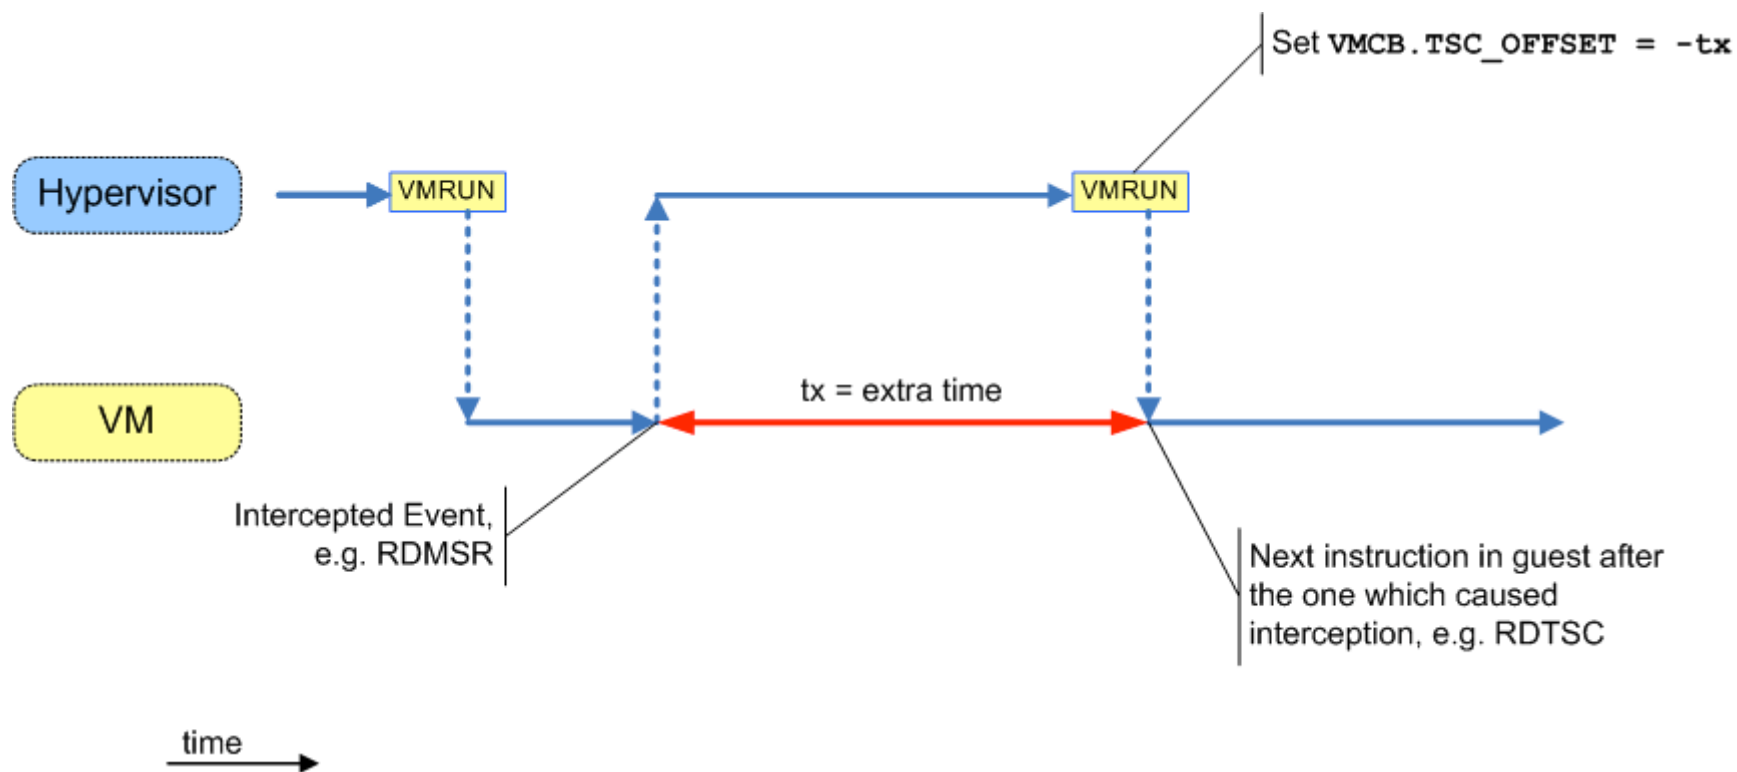 Set VMCB.TSC_OFFSET = -tx
Hypervisor
VMRUN
VMRUN
tx = extra time
VM
Intercepted Event,
e.g. RDMSR
Next instruction in guest after
the one which caused
interception, e.g. RDTSC
time